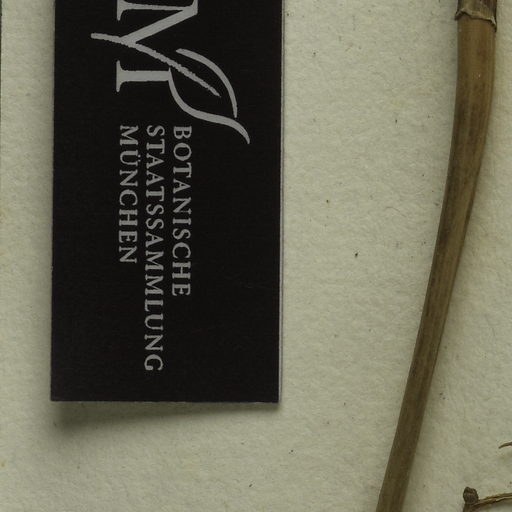 M
BOTANISCHE
STAATSSAMMLUNG
MÜNCHEN